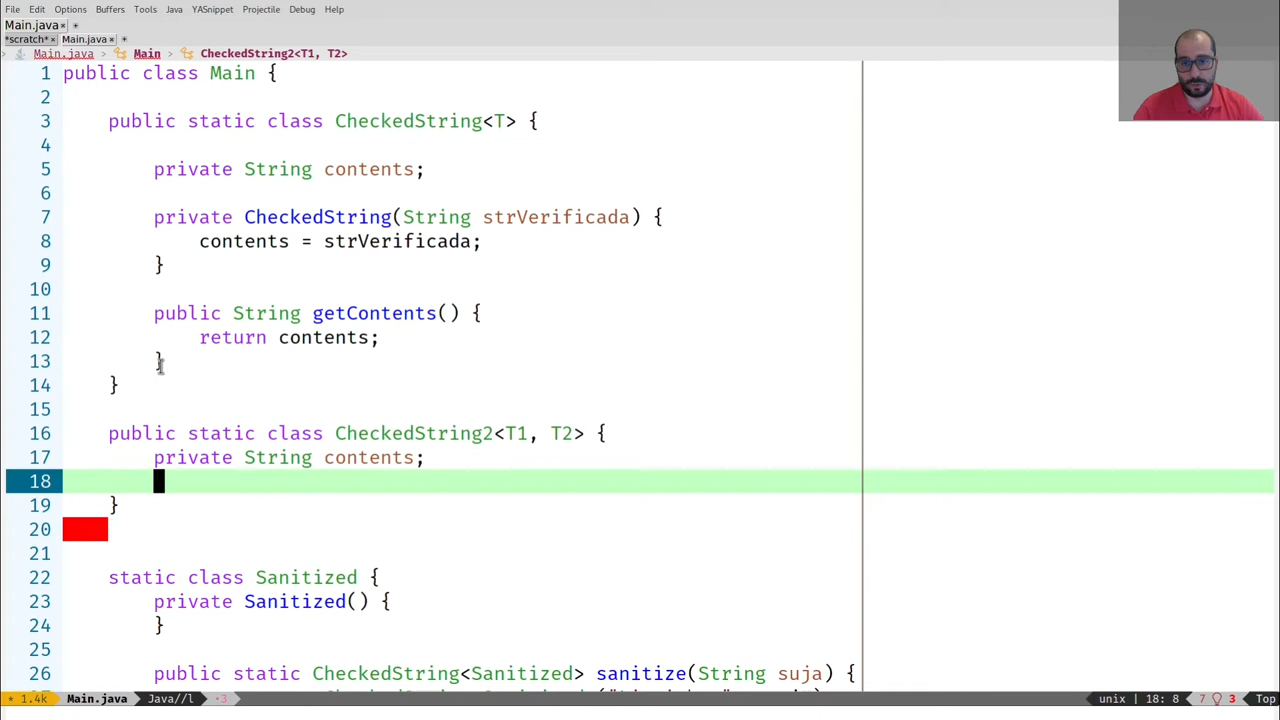 File Edit Options Buffers Tools Java YASnippet Projectile Debug Help
Main.java × +
*scratch* × Main.java × +
Main.java › Main › CheckedString2<T1, T2>
1 public class Main {
2
3 public static class CheckedString<T> {
4
5 private String contents;
6
7 private CheckedString(String strVerificada) {
8 contents = strVerificada;
9 }
10
11 public String getContents() {
12 return contents;
13 }
14 }
15
16 public static class CheckedString2<T1, T2> {
17 private String contents;
18
19 }
20
21
22 static class Sanitized {
23 private Sanitized() {
24 }
25
26 public static CheckedString<Sanitized> sanitize(String suja) {
* 1.4k Main.java Java//l •3 unix | 18: 8 7 3 Top